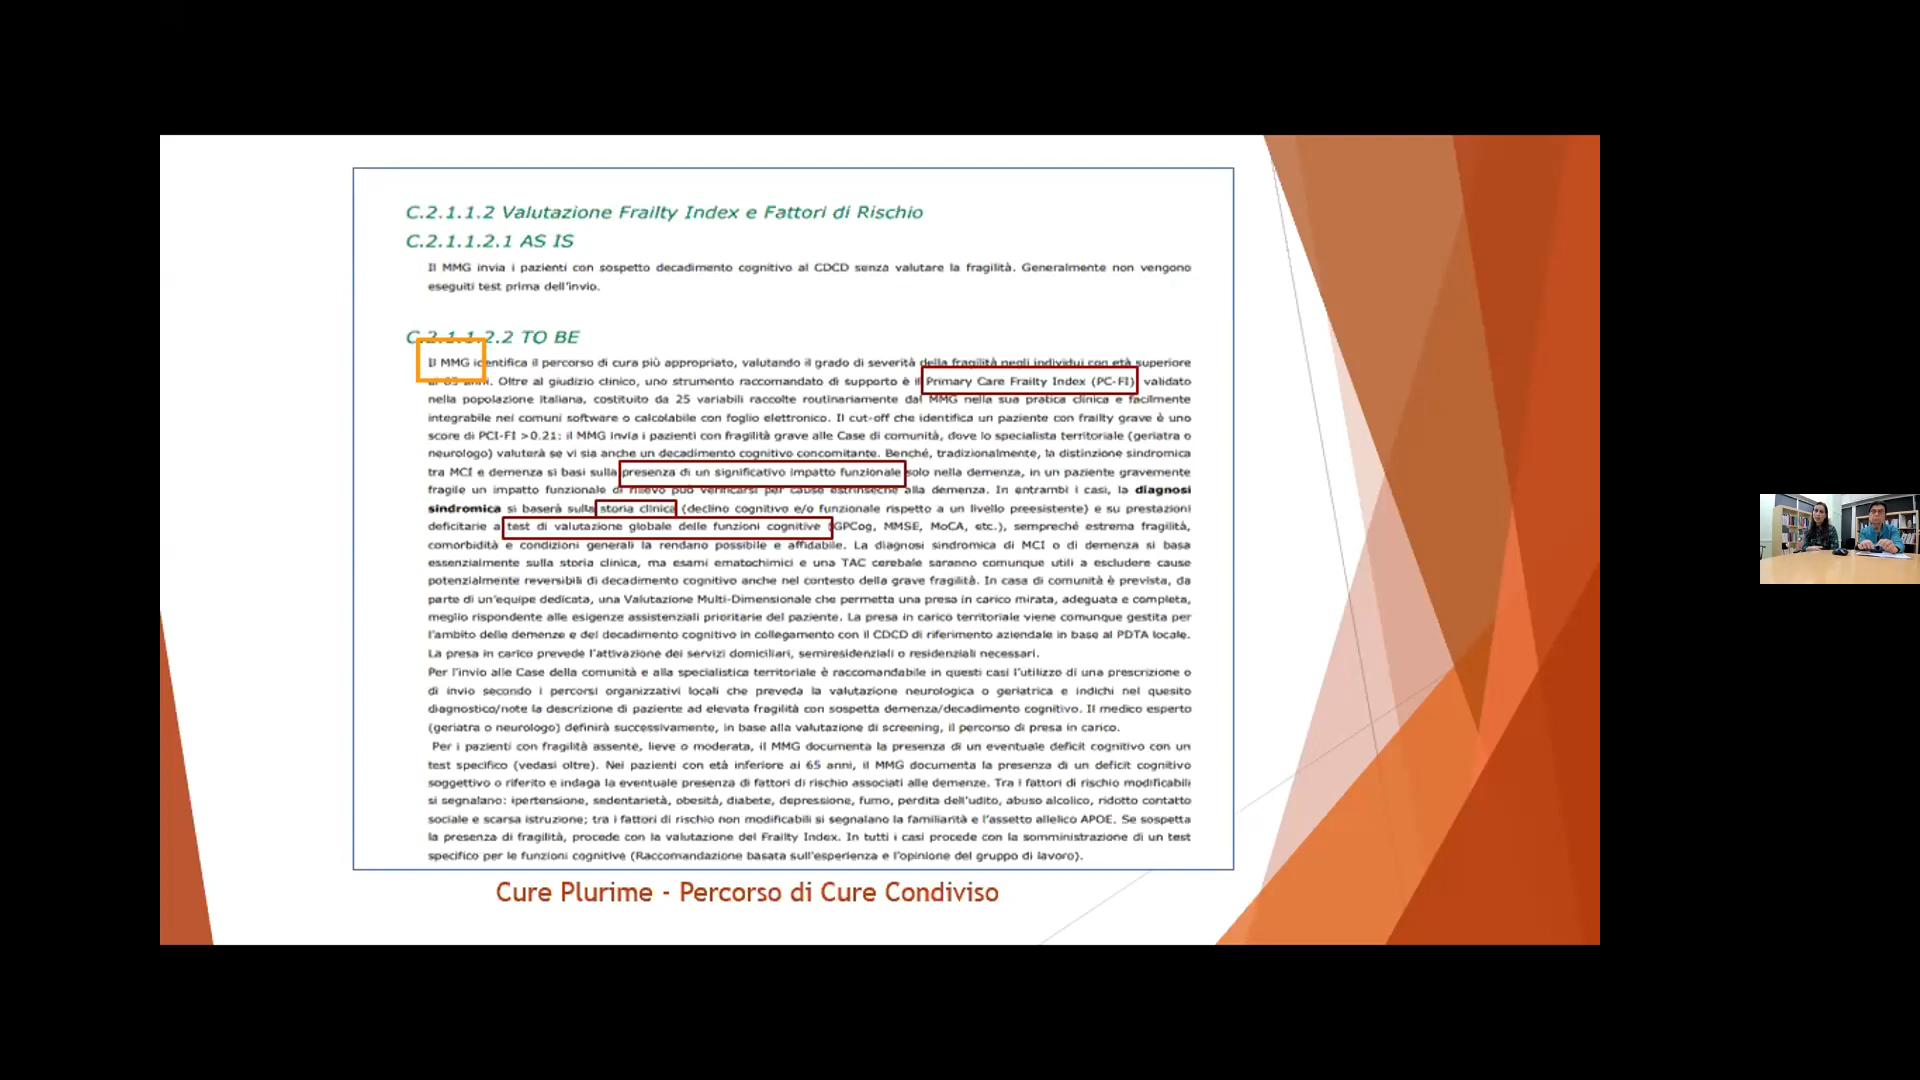 C.2.1.1.2 Valutazione Frailty Index e Fattori di Rischio
C.2.1.1.2.1 AS IS
Il MMG invia i pazienti con sospetto decadimento cognitivo al CDCD senza valutare la fragilità. Generalmente non vengono
eseguiti test prima dell'invio.
C.2.1.1.2.2 TO BE
Il MMG identifica il percorso di cura più appropriato, valutando il grado di severità della fragilità negli individui con età superiore
ai 65 anni. Oltre al giudizio clinico, uno strumento raccomandato di supporto è il Primary Care Frailty Index (PC-FI), validato
nella popolazione italiana, costituito da 25 variabili raccolte routinariamente dal MMG nella sua pratica clinica e facilmente
integrabile nei comuni software o calcolabile con foglio elettronico. Il cut-off che identifica un paziente con frailty grave è uno
score di PCI-FI >0.21: il MMG invia i pazienti con fragilità grave alle Case di comunità, dove lo specialista territoriale (geriatra o
neurologo) valuterà se vi sia anche un decadimento cognitivo concomitante. Benché, tradizionalmente, la distinzione sindromica
tra MCI e demenza si basi sulla presenza di un significativo impatto funzionale solo nella demenza, in un paziente gravemente
fragile un impatto funzionale di rilievo può verificarsi per cause estrinseche alla demenza. In entrambi i casi, la diagnosi
sindromica si baserà sulla storia clinica (declino cognitivo e/o funzionale rispetto a un livello preesistente) e su prestazioni
deficitarie a test di valutazione globale delle funzioni cognitive (GPCog, MMSE, MoCA, etc.), sempreché estrema fragilità,
comorbidità e condizioni generali la rendano possibile e affidabile. La diagnosi sindromica di MCI o di demenza si basa
essenzialmente sulla storia clinica, ma esami ematochimici e una TAC cerebale saranno comunque utili a escludere cause
potenzialmente reversibili di decadimento cognitivo anche nel contesto della grave fragilità. In casa di comunità è prevista, da
parte di un'equipe dedicata, una Valutazione Multi-Dimensionale che permetta una presa in carico mirata, adeguata e completa,
meglio rispondente alle esigenze assistenziali prioritarie del paziente. La presa in carico territoriale viene comunque gestita per
l'ambito delle demenze e del decadimento cognitivo in collegamento con il CDCD di riferimento aziendale in base al PDTA locale.
La presa in carico prevede l'attivazione dei servizi domiciliari, semiresidenziali o residenziali necessari.
Per l'invio alle Case della comunità e alla specialistica territoriale è raccomandabile in questi casi l'utilizzo di una prescrizione o
di invio secondo i percorsi organizzativi locali che preveda la valutazione neurologica o geriatrica e indichi nel quesito
diagnostico/note la descrizione di paziente ad elevata fragilità con sospetta demenza/decadimento cognitivo. Il medico esperto
(geriatra o neurologo) definirà successivamente, in base alla valutazione di screening, il percorso di presa in carico.
Per i pazienti con fragilità assente, lieve o moderata, il MMG documenta la presenza di un eventuale deficit cognitivo con un
test specifico (vedasi oltre). Nei pazienti con età inferiore ai 65 anni, il MMG documenta la presenza di un deficit cognitivo
soggettivo o riferito e indaga la eventuale presenza di fattori di rischio associati alle demenze. Tra i fattori di rischio modificabili
si segnalano: ipertensione, sedentarietà, obesità, diabete, depressione, fumo, perdita dell'udito, abuso alcolico, ridotto contatto
sociale e scarsa istruzione; tra i fattori di rischio non modificabili si segnalano la familiarità e l'assetto allelico APOE. Se sospetta
la presenza di fragilità, procede con la valutazione del Frailty Index. In tutti i casi procede con la somministrazione di un test
specifico per le funzioni cognitive (Raccomandazione basata sull'esperienza e l'opinione del gruppo di lavoro).
Cure Plurime - Percorso di Cure Condiviso